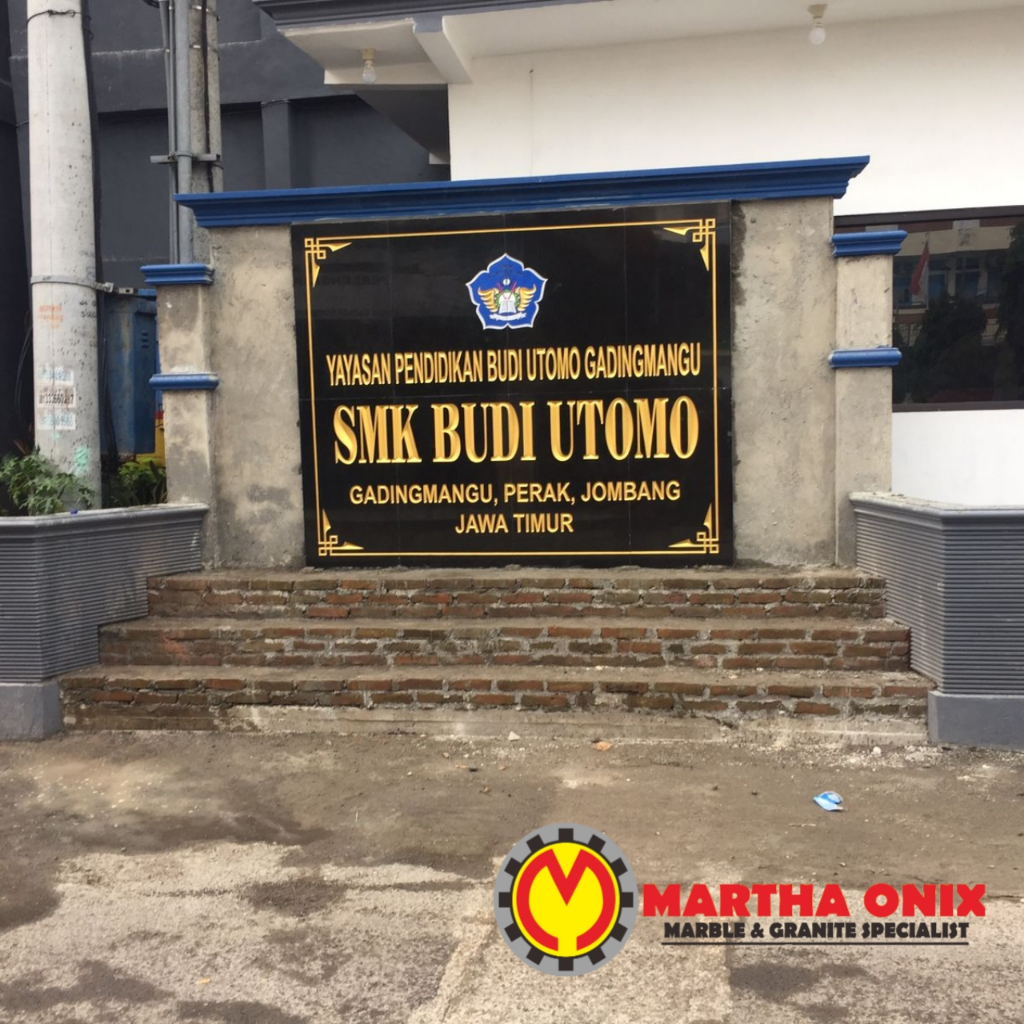 YAYASAN PENDIDIKAN BUDI UTOMO GADINGMANGU
SMK BUDI UTOMO
GADINGMANGU, PERAK, JOMBANG
JAWA TIMUR
MARTHA ONIX
MARBLE & GRANITE SPECIALIST